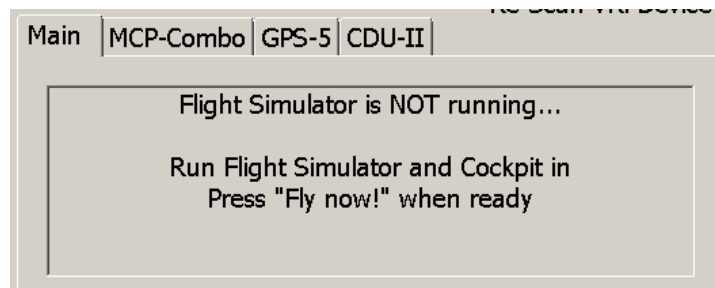 Main MCP-Combo GPS-5 CDU-II
Flight Simulator is NOT running...
Run Flight Simulator and Cockpit in
Press "Fly now!" when ready